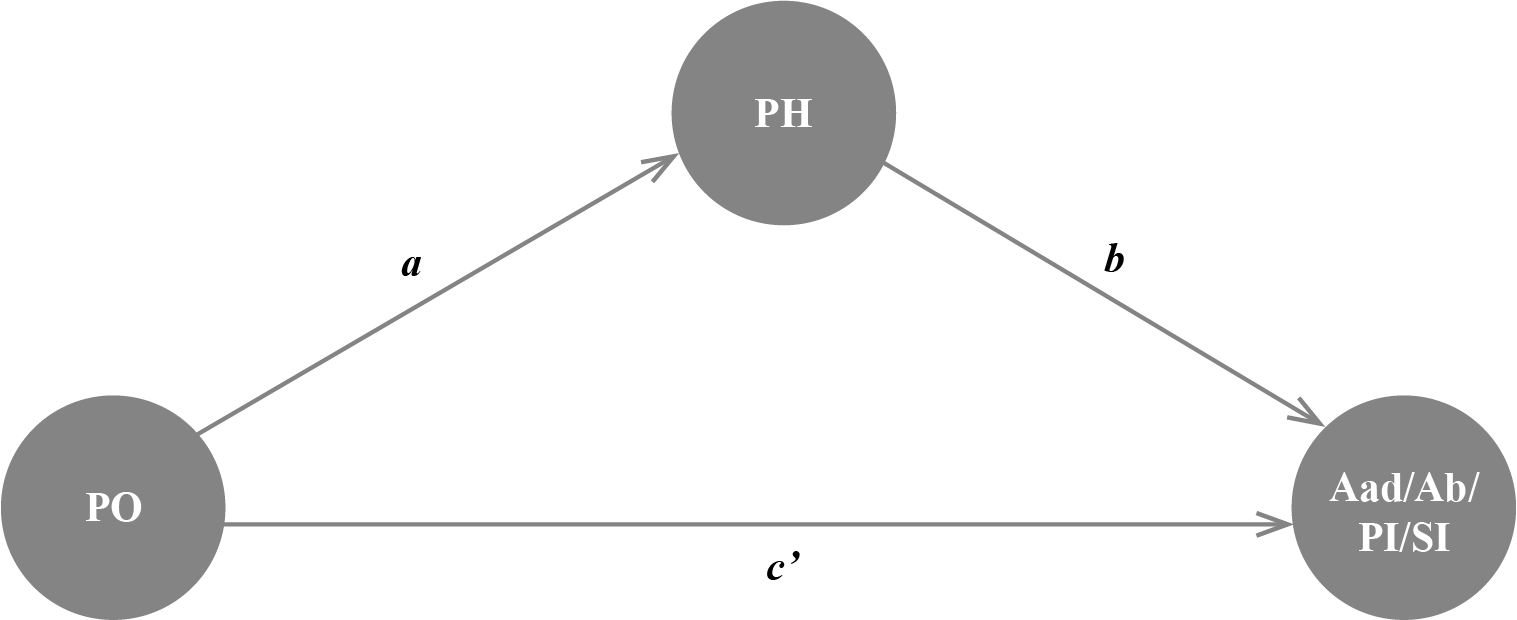 PH
a
b
PO
Aad/Ab/
PI/SI
c’